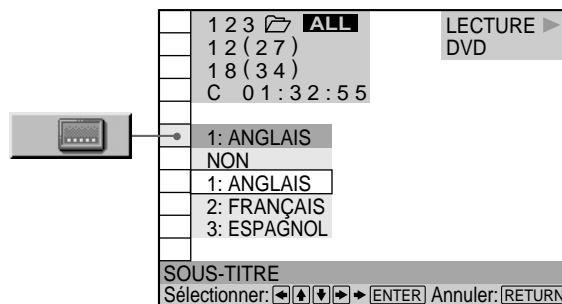 1 2 3 ALL
1 2 ( 2 7 )
1 8 ( 3 4 )
C 0 1 : 3 2 : 5 5
LECTURE
DVD
1: ANGLAIS
NON
1: ANGLAIS
2: FRANÇAIS
3: ESPAGNOL
SOUS-TITRE
Sélectionner: ENTER Annuler: RETURN